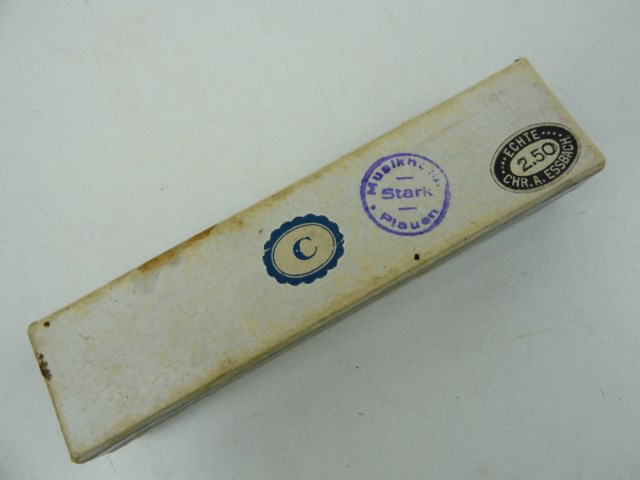 C
Stark
Plauen
ECHTE
2.50
CHR. A. ESSBACH